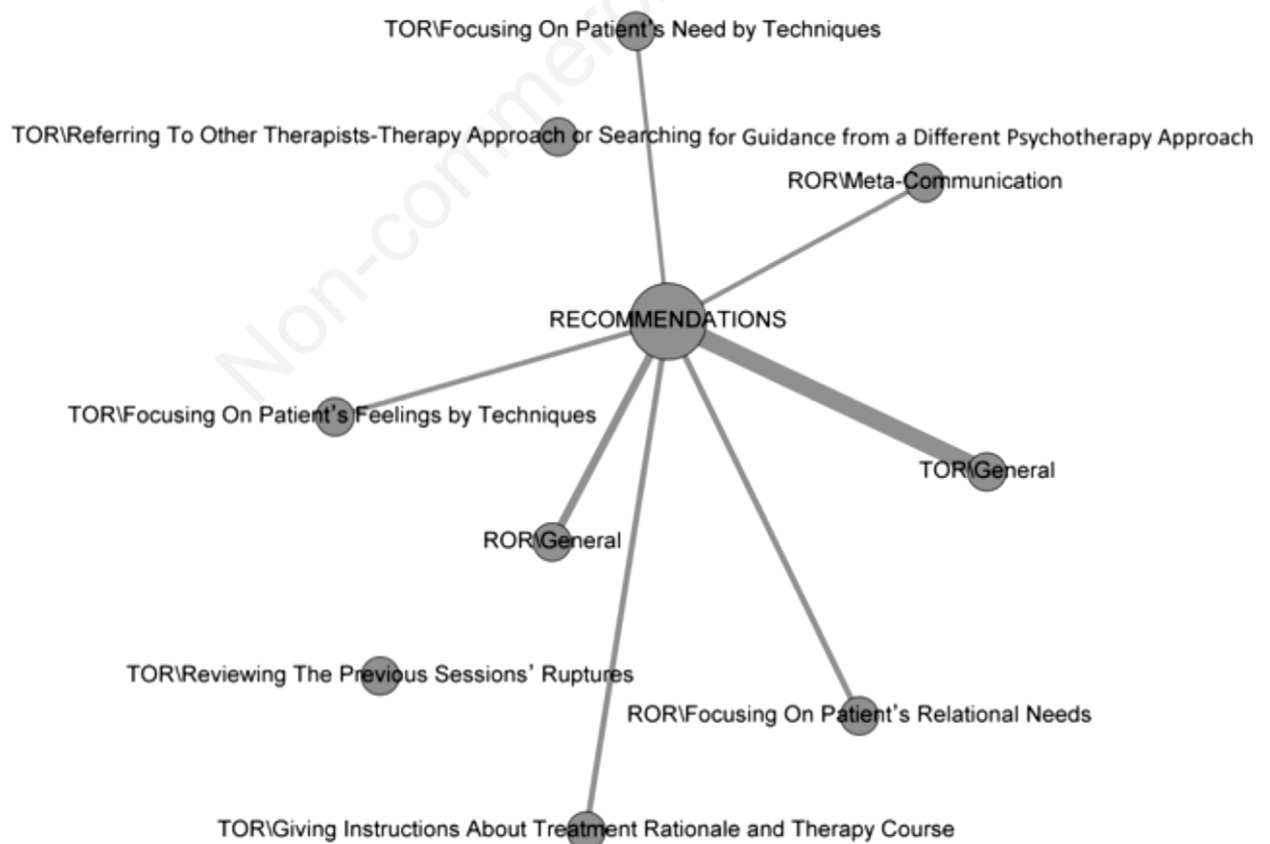 TOR\Focusing On Patient's Need by Techniques
TOR\Referring To Other Therapists-Therapy Approach or Searching for Guidance from a Different Psychotherapy Approach
ROR\Meta-Communication
RECOMMENDATIONS
TOR\Focusing On Patient's Feelings by Techniques
TOR\General
ROR\General
TOR\Reviewing The Previous Sessions' Ruptures
ROR\Focusing On Patient's Relational Needs
TOR\Giving Instructions About Treatment Rationale and Therapy Course